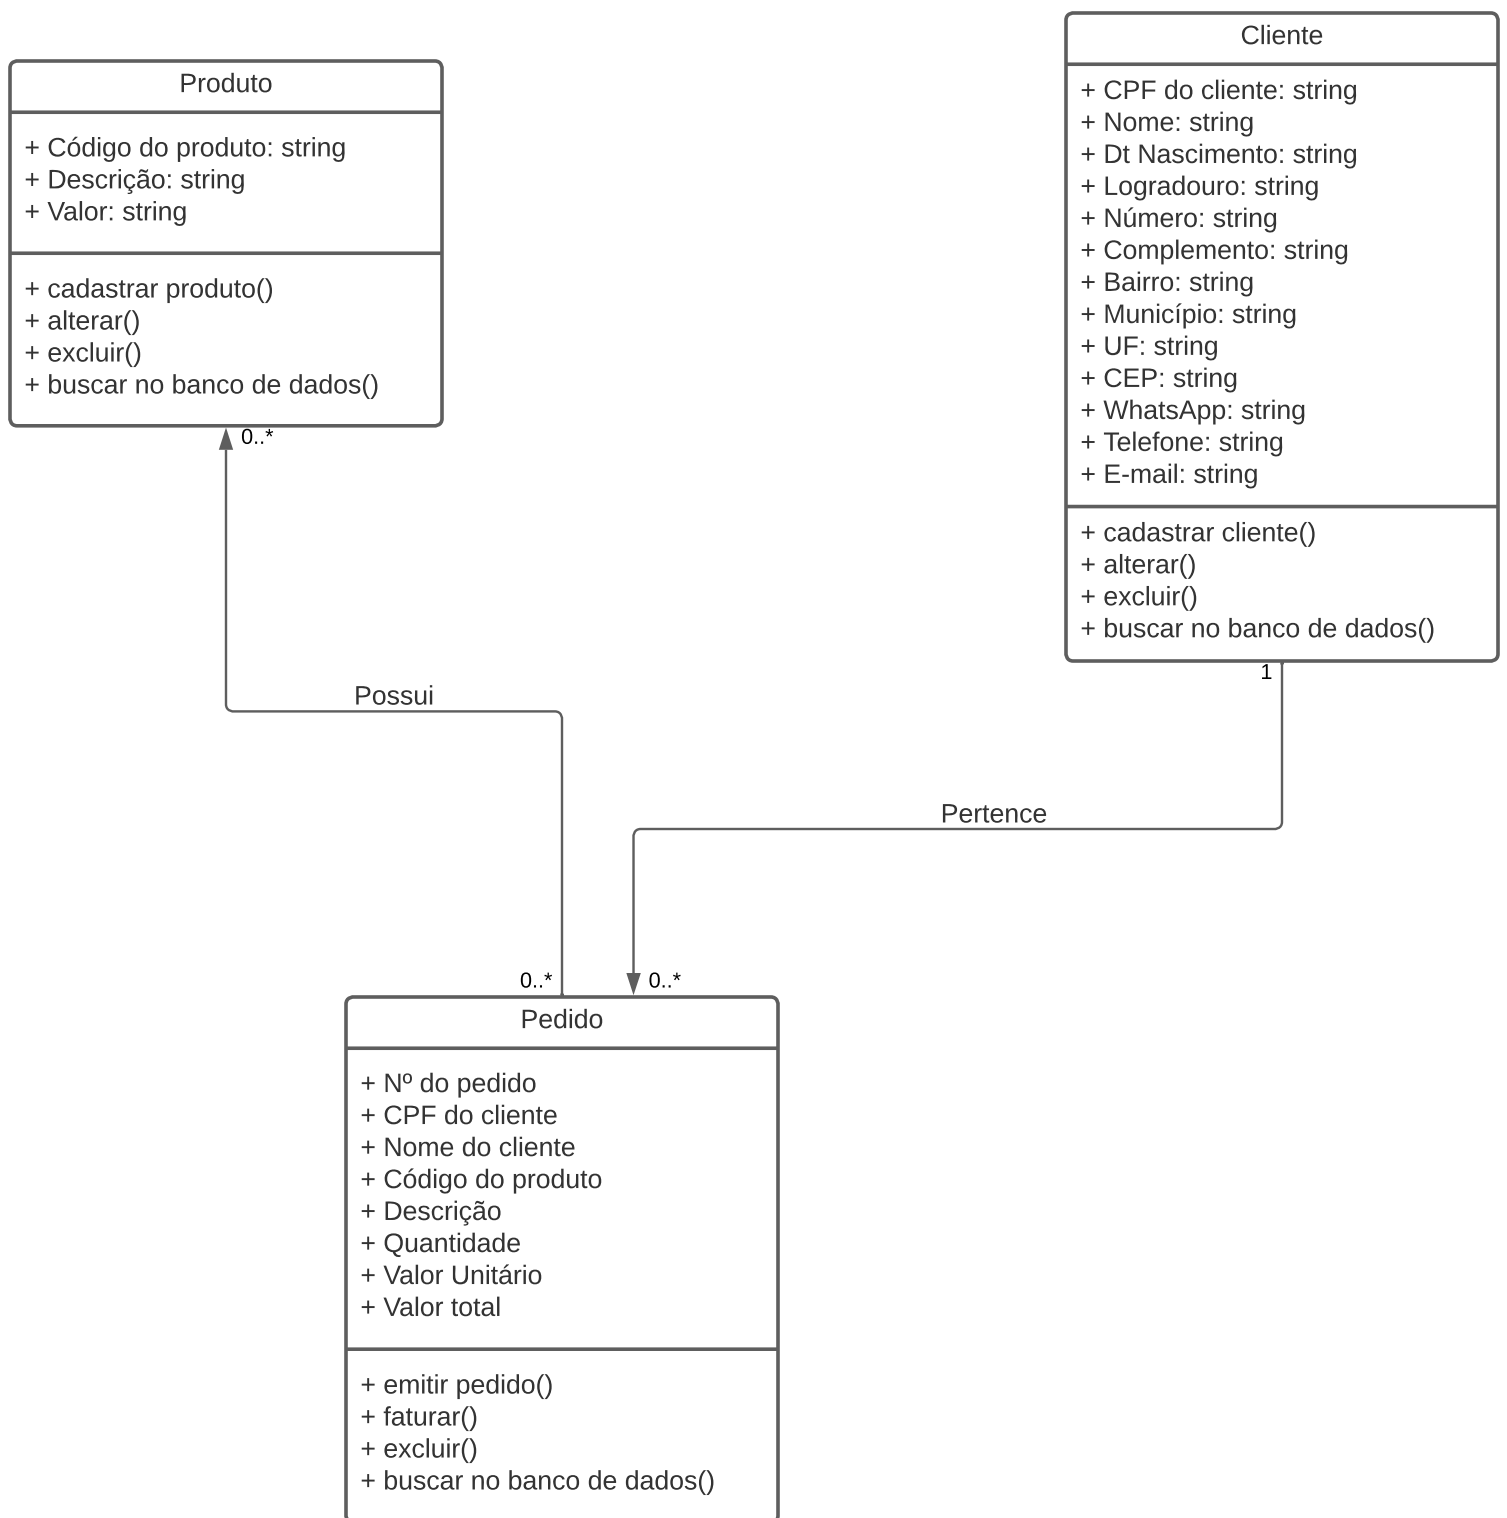 Produto
+ Código do produto: string
+ Descrição: string
+ Valor: string
+ cadastrar produto()
+ alterar()
+ excluir()
+ buscar no banco de dados()
0..*
Cliente
+ CPF do cliente: string
+ Nome: string
+ Dt Nascimento: string
+ Logradouro: string
+ Número: string
+ Complemento: string
+ Bairro: string
+ Município: string
+ UF: string
+ CEP: string
+ WhatsApp: string
+ Telefone: string
+ E-mail: string
+ cadastrar cliente()
+ alterar()
+ excluir()
+ buscar no banco de dados()
1
Possui
Pertence
0..*
0..*
Pedido
+ Nº do pedido
+ CPF do cliente
+ Nome do cliente
+ Código do produto
+ Descrição
+ Quantidade
+ Valor Unitário
+ Valor total
+ emitir pedido()
+ faturar()
+ excluir()
+ buscar no banco de dados()